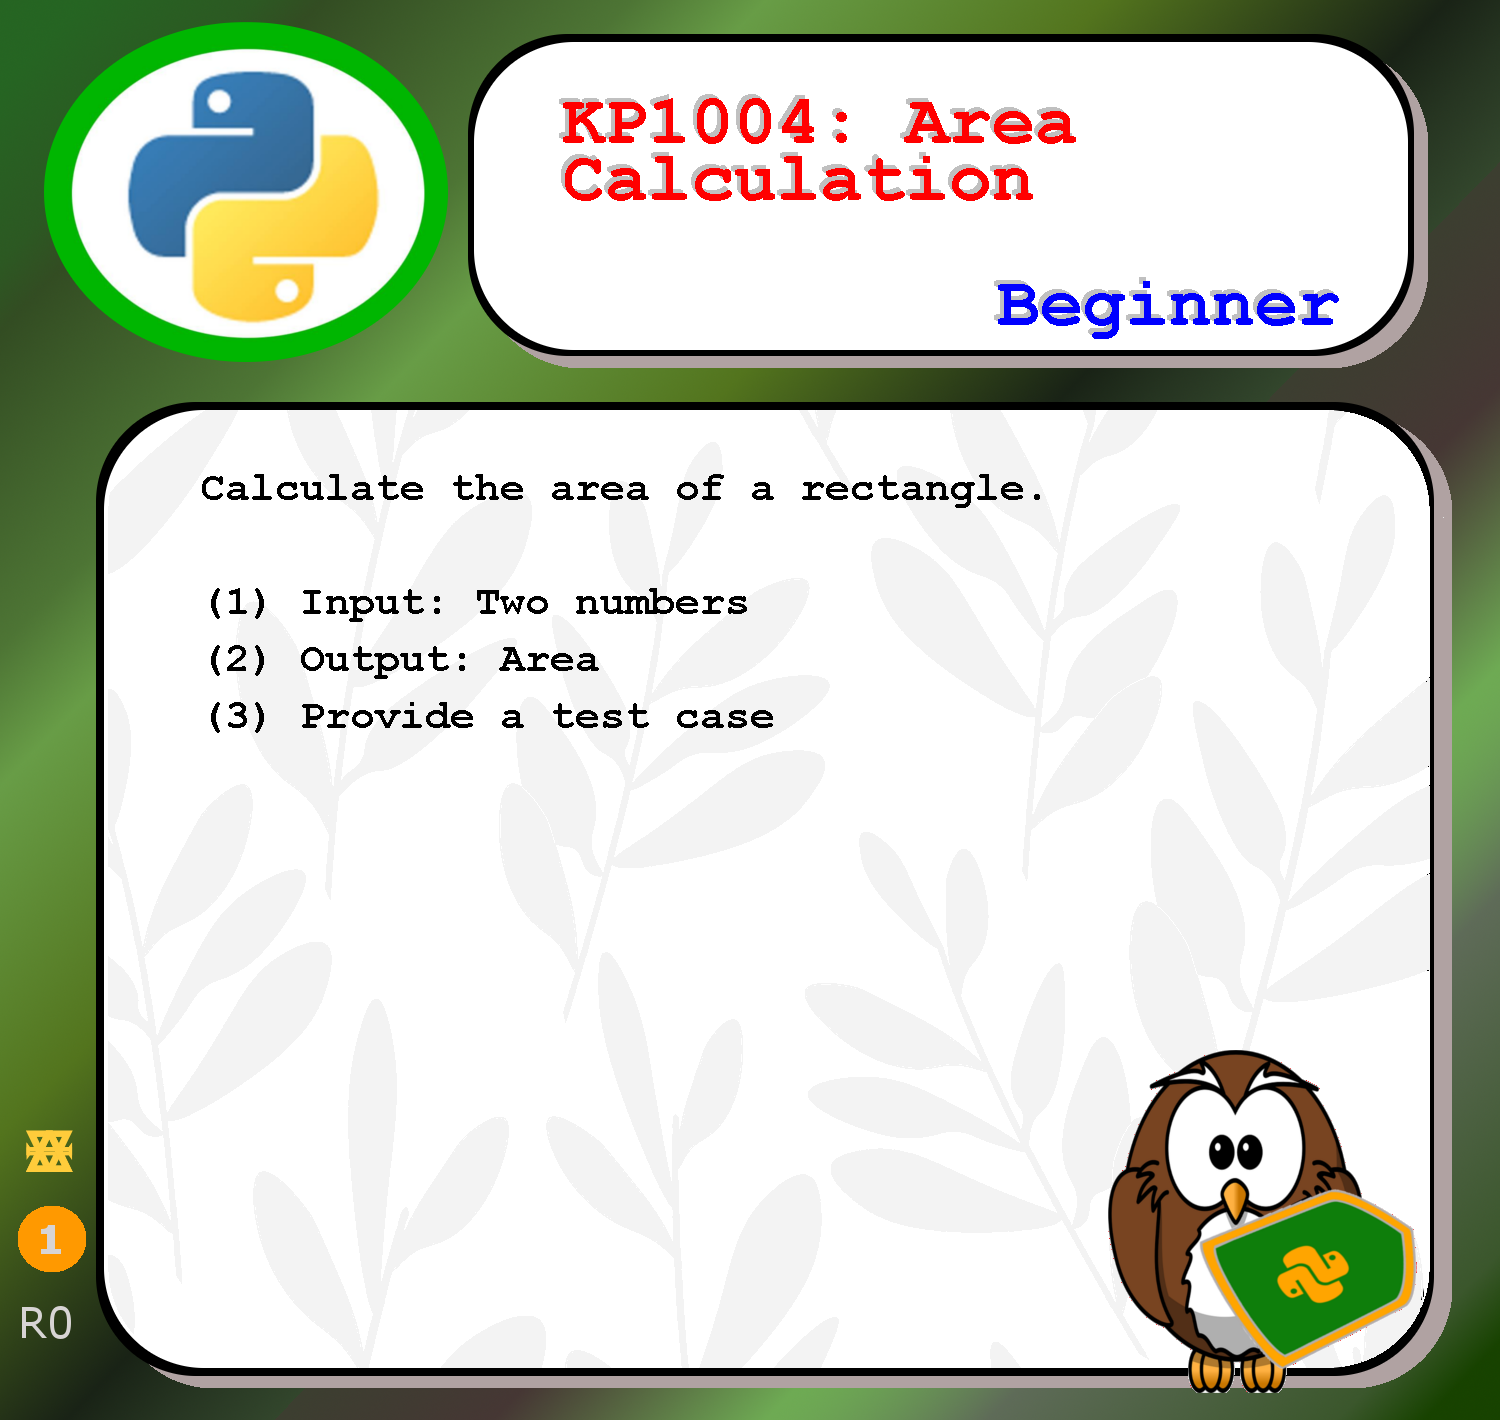 KP1004: Area
Calculation
Beginner
Calculate the area of a rectangle.
(1) Input: Two numbers
(2) Output: Area
(3) Provide a test case
1
R0